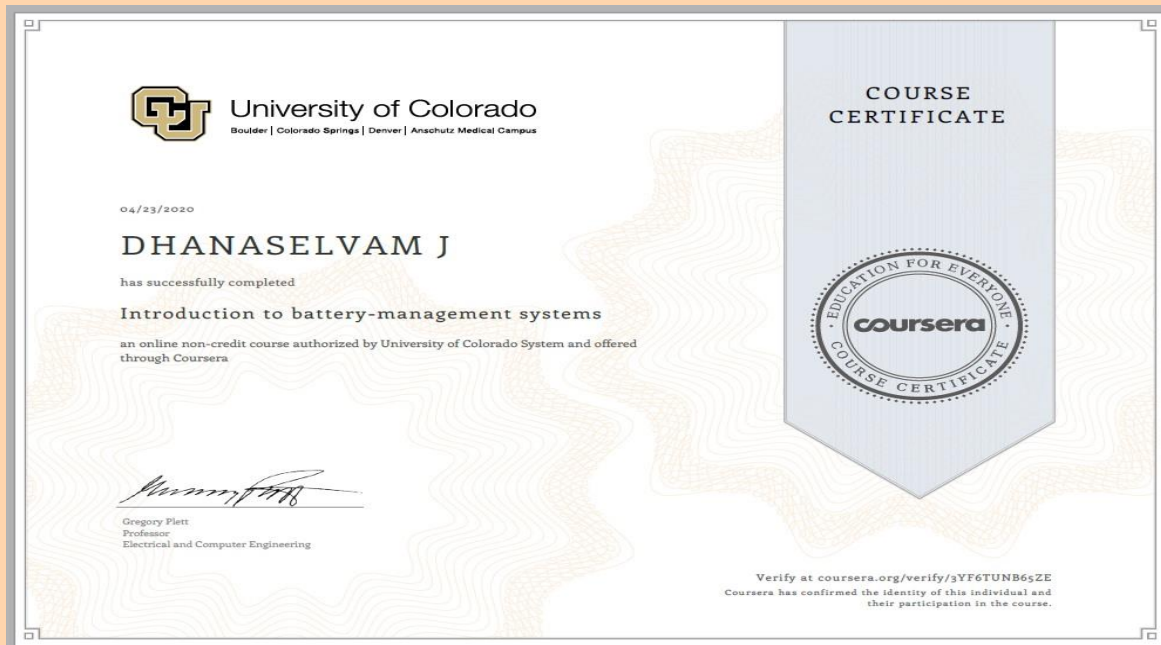 CU
University of Colorado
Boulder | Colorado Springs | Denver | Anschutz Medical Campus
04/23/2020
DHANASELVAM J
has successfully completed
Introduction to battery-management systems
an online non-credit course authorized by University of Colorado System and offered
through Coursera
Gregory Plett
Professor
Electrical and Computer Engineering
COURSE
CERTIFICATE
EDUCATION FOR EVERYONE
coursera
COURSE CERTIFICATE
Verify at coursera.org/verify/3YF6TUNB65ZE
Coursera has confirmed the identity of this individual and
their participation in the course.